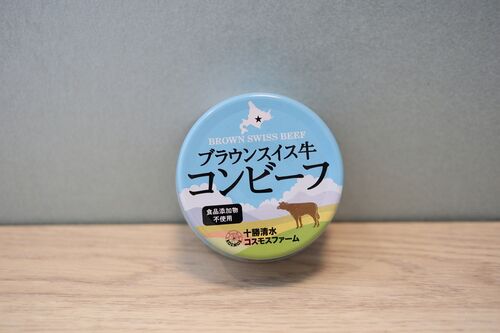 BROWN SWISS BEEF
ブラウンスイス牛
コンビーフ
食品添加物
不使用
十勝清水
コスモスファーム